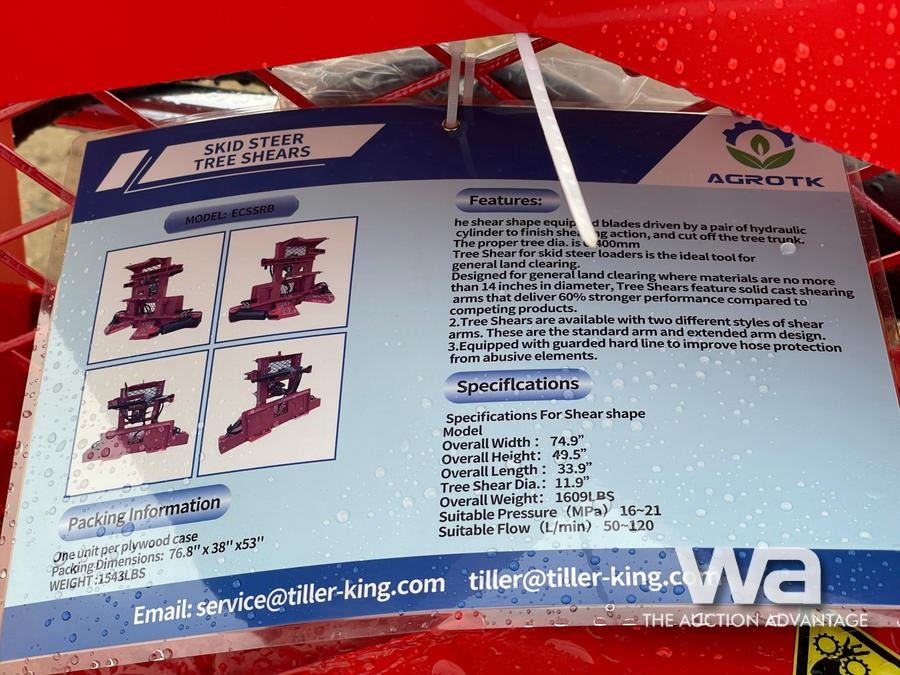 SKID STEER
TREE SHEARS
AGROTK
MODEL: ECSSRB
Features:
he shear shape equip d blades driven by a pair of hydraulic
cylinder to finish she g action, and cut off the tree trunk.
The proper tree dia. is 400mm
Tree Shear for skid steer loaders is the ideal tool for
general land clearing.
Designed for general land clearing where materials are no more
than 14 inches in diameter, Tree Shears feature solid cast shearing
arms that deliver 60% stronger performance compared to
competing products.
2.Tree Shears are available with two different styles of shear
arms. These are the standard arm and extended arm design.
3.Equipped with guarded hard line to improve hose protection
from abusive elements.
Specifications
Specifications For Shear shape
Model
Overall Width： 74.9”
Overall Height： 49.5”
Overall Length： 33.9”
Tree Shear Dia.： 11.9”
Overall Weight： 1609LBS
Suitable Pressure （MPa） 16~21
Suitable Flow （L/min） 50~120
Packing Information
One unit per plywood case
Packing Dimensions: 76.8'' x 38'' x53''
WEIGHT :1543LBS
Email: service@tiller-king.com tiller@tiller-king.com
wa
THE AUCTION ADVANTAGE